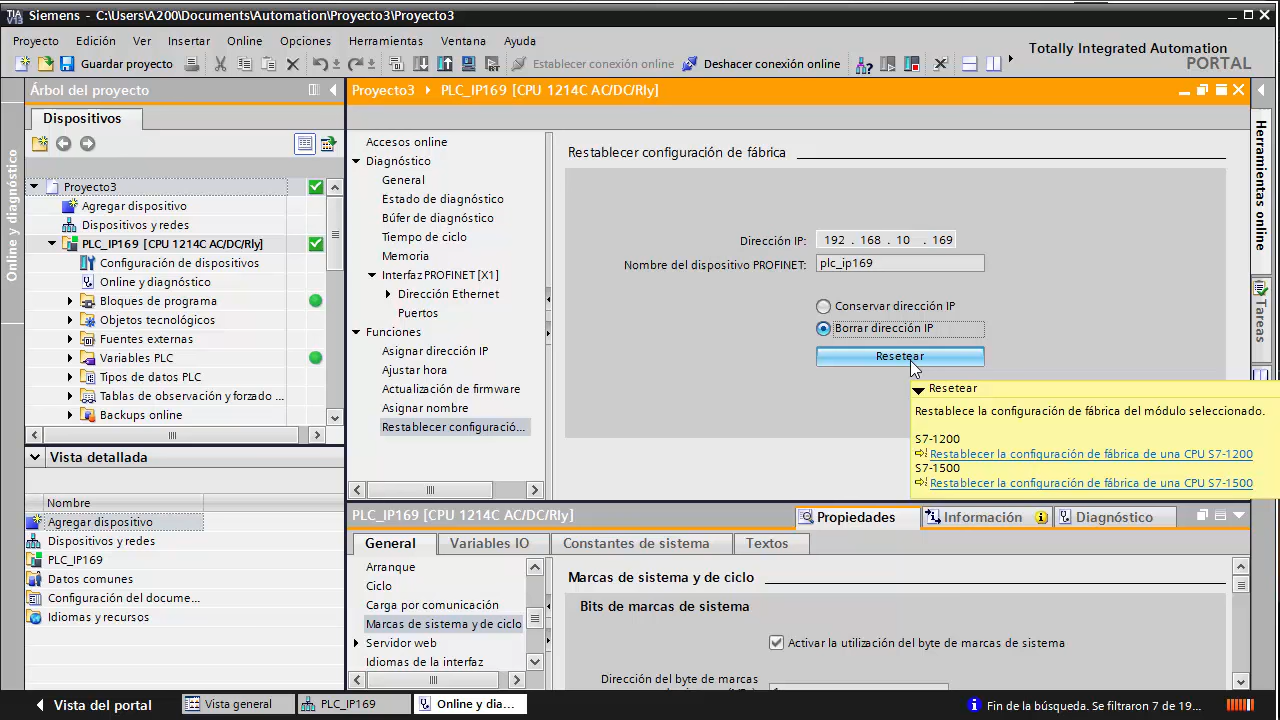 TIA V13
Siemens - C:\Users\A200\Documents\Automation\Proyecto3\Proyecto3
Proyecto Edición Ver Insertar Online Opciones Herramientas Ventana Ayuda
Guardar proyecto
Establecer conexión online
Deshacer conexión online
Totally Integrated Automation
PORTAL
Árbol del proyecto
Dispositivos
Online y diagnóstico
Proyecto3
Agregar dispositivo
Dispositivos y redes
PLC_IP169 [CPU 1214C AC/DC/Rly]
Configuración de dispositivos
Online y diagnóstico
Bloques de programa
Objetos tecnológicos
Fuentes externas
Variables PLC
Tipos de datos PLC
Tablas de observación y forzado ...
Backups online
Vista detallada
Nombre
Agregar dispositivo
Dispositivos y redes
PLC_IP169
Datos comunes
Configuración del docume...
Idiomas y recursos
Proyecto3 PLC_IP169 [CPU 1214C AC/DC/Rly]
Accesos online
Diagnóstico
General
Estado de diagnóstico
Búfer de diagnóstico
Tiempo de ciclo
Memoria
Interfaz PROFINET [X1]
Dirección Ethernet
Puertos
Funciones
Asignar dirección IP
Ajustar hora
Actualización de firmware
Asignar nombre
Restablecer configuració...
Restablecer configuración de fábrica
Dirección IP: 192 . 168 . 10 . 169
Nombre del dispositivo PROFINET: plc_ip169
Conservar dirección IP
Borrar dirección IP
Resetear
Resetear
Restablece la configuración de fábrica del módulo seleccionado.
S7-1200
Restablecer la configuración de fábrica de una CPU S7-1200
S7-1500
Restablecer la configuración de fábrica de una CPU S7-1500
Herramientas online
Tareas
PLC_IP169 [CPU 1214C AC/DC/Rly]
Propiedades Información Diagnóstico
General Variables IO Constantes de sistema Textos
Arranque
Ciclo
Carga por comunicación
Marcas de sistema y de ciclo
Servidor web
Idiomas de la interfaz
Marcas de sistema y de ciclo
Bits de marcas de sistema
Activar la utilización del byte de marcas de sistema
Dirección del byte de marcas
Vista del portal
Vista general
PLC_IP169
Online y dia...
Fin de la búsqueda. Se filtraron 7 de 19...